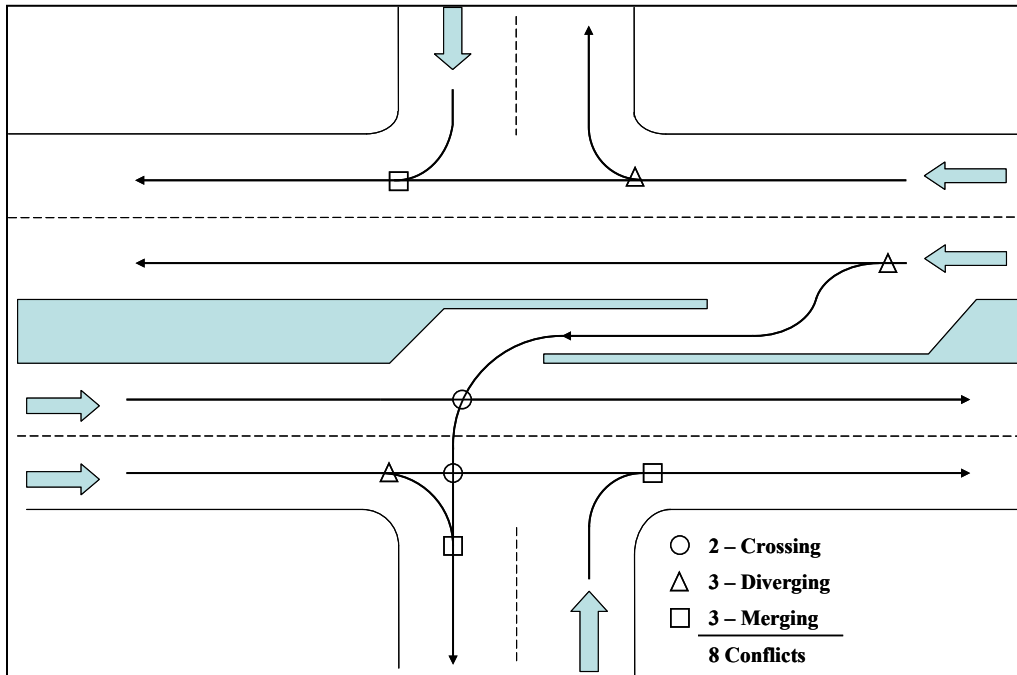 2 – Crossing
3 – Diverging
3 – Merging
8 Conflicts